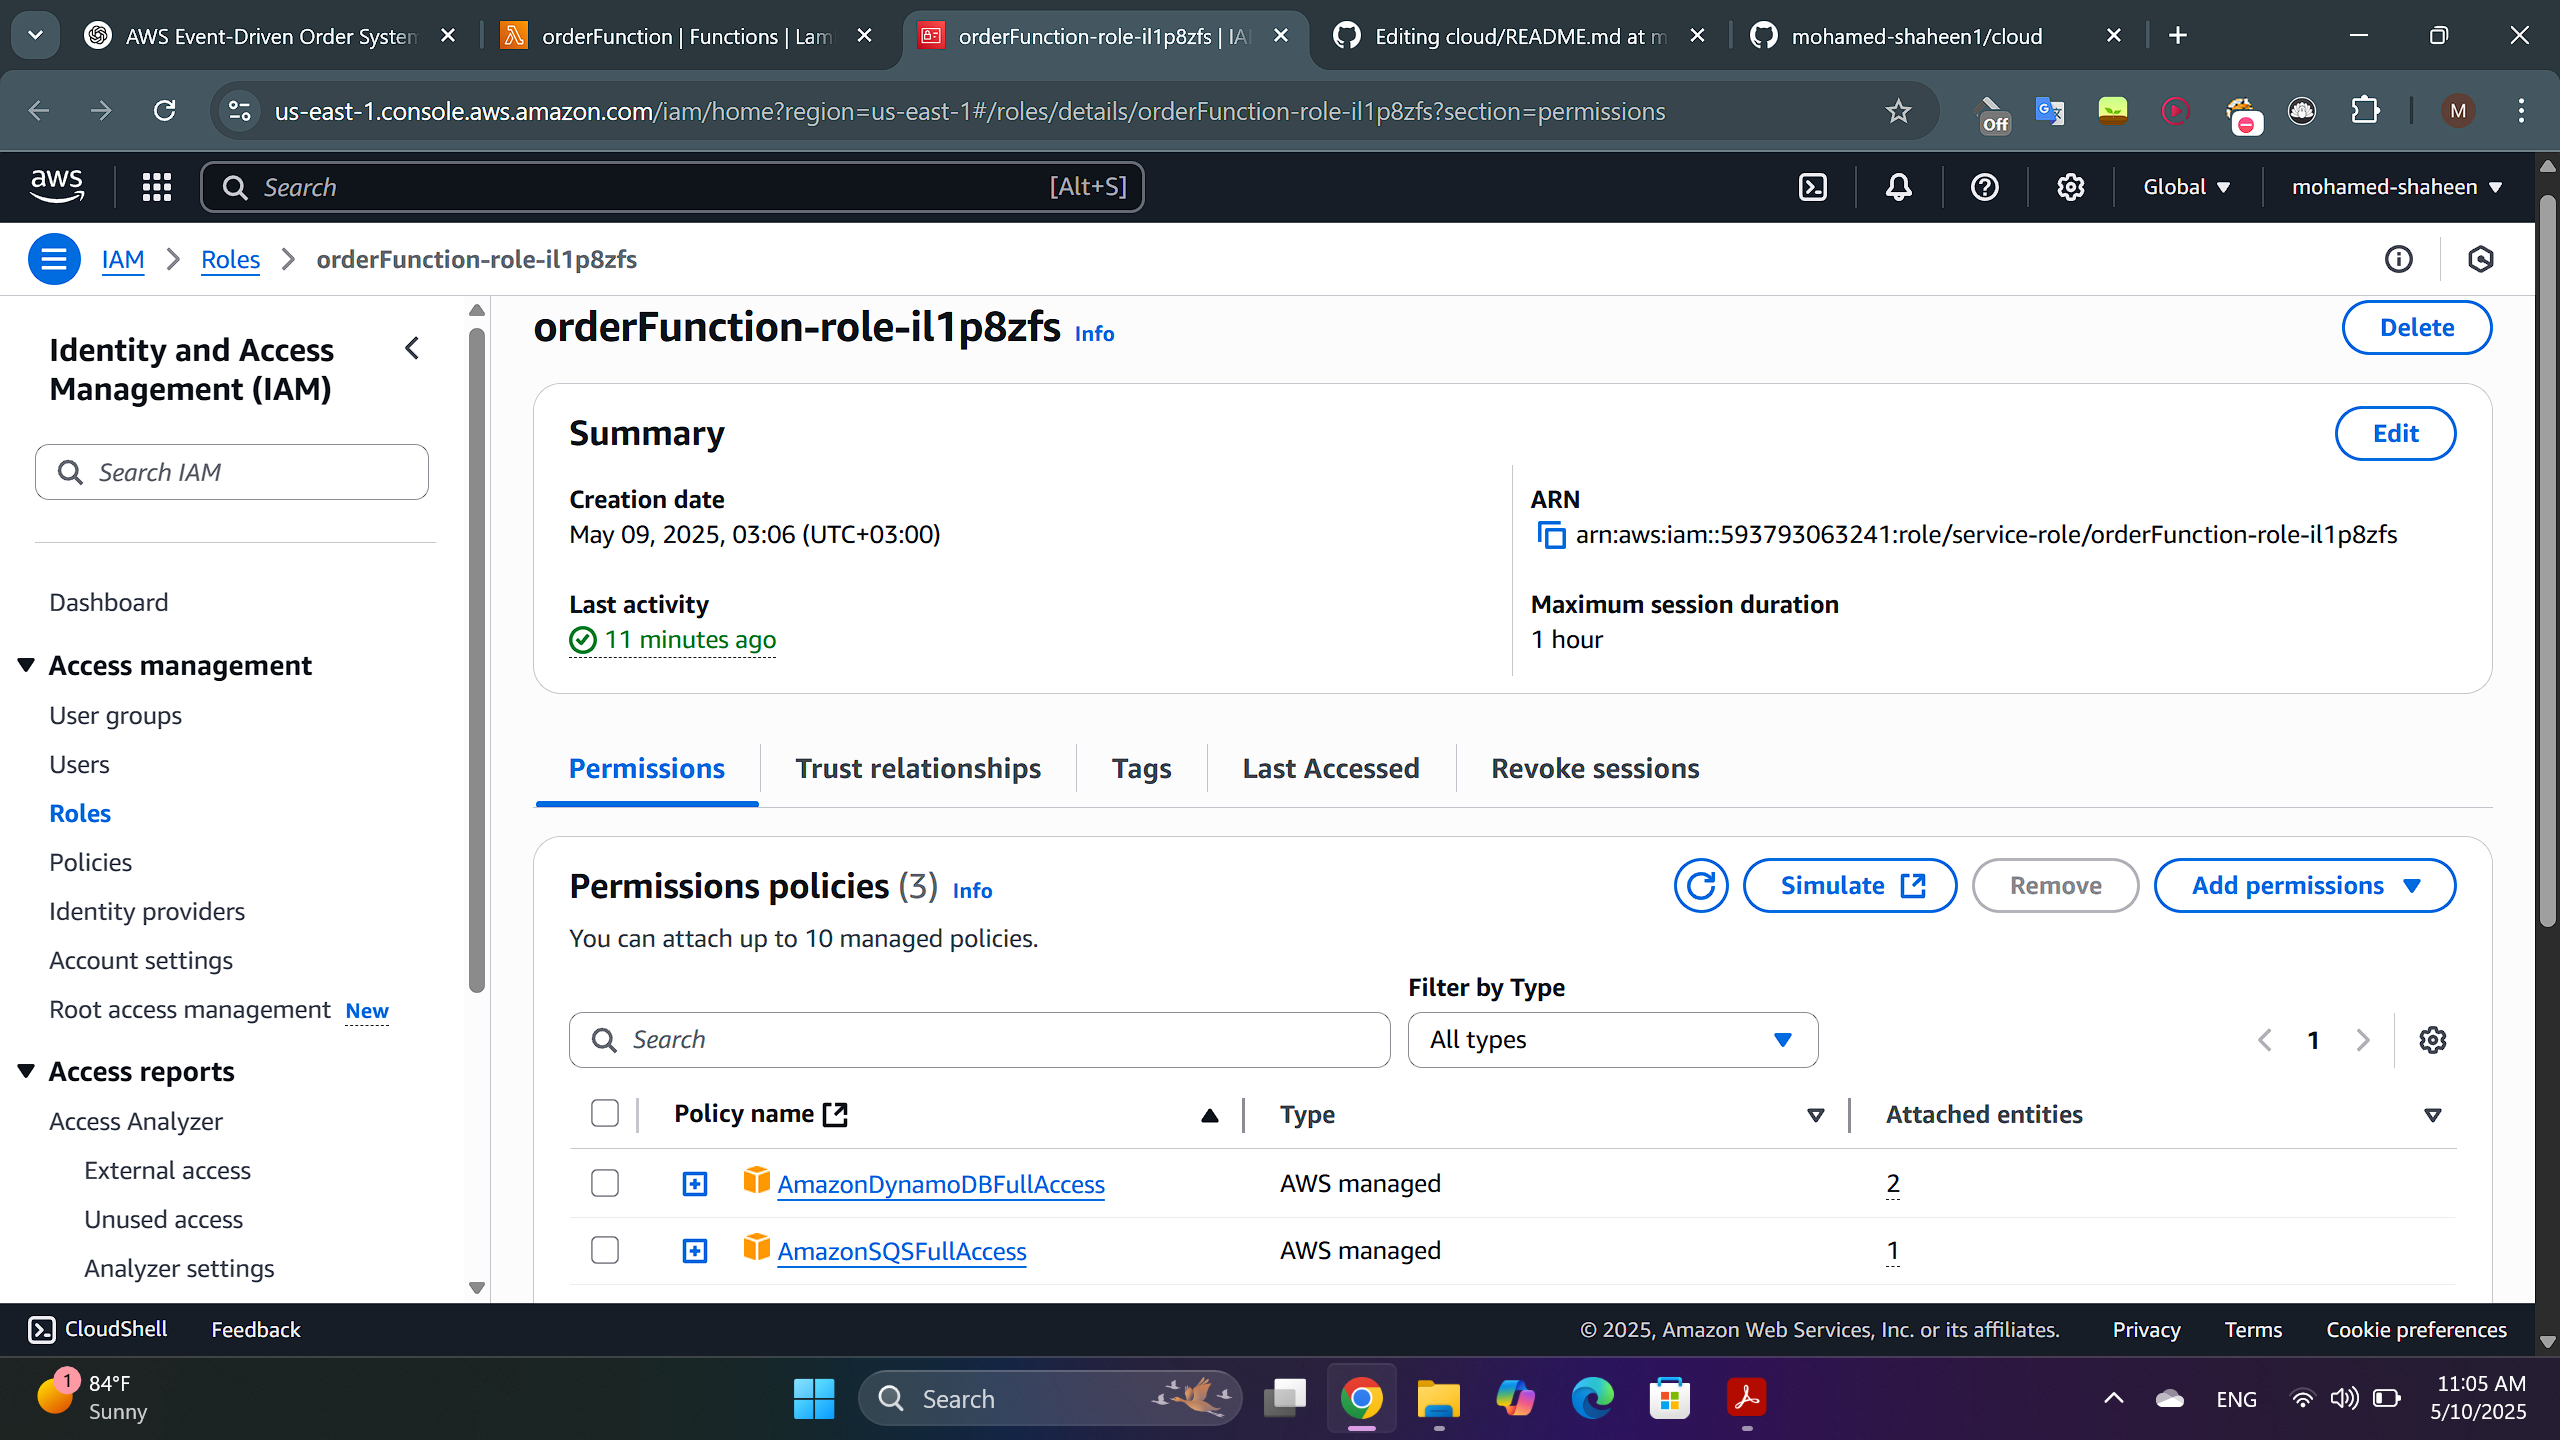 AWS Event-Driven Order System
orderFunction | Functions | Lam
orderFunction-role-il1p8zfs | IA
Editing cloud/README.md at m
mohamed-shaheen1/cloud
us-east-1.console.aws.amazon.com/iam/home?region=us-east-1#/roles/details/orderFunction-role-il1p8zfs?section=permissions
Off
M
aws
Search
[Alt+S]
Global
mohamed-shaheen
IAM
Roles
orderFunction-role-il1p8zfs
Identity and Access
Management (IAM)
Search IAM
Dashboard
Access management
User groups
Users
Roles
Policies
Identity providers
Account settings
Root access management New
Access reports
Access Analyzer
External access
Unused access
Analyzer settings
orderFunction-role-il1p8zfs Info
Delete
Summary
Edit
Creation date
May 09, 2025, 03:06 (UTC+03:00)
ARN
arn:aws:iam::593793063241:role/service-role/orderFunction-role-il1p8zfs
Last activity
11 minutes ago
Maximum session duration
1 hour
Permissions
Trust relationships
Tags
Last Accessed
Revoke sessions
Permissions policies (3) Info
Simulate
Remove
Add permissions
You can attach up to 10 managed policies.
Filter by Type
Search
All types
1
Policy name
Type
Attached entities
AmazonDynamoDBFullAccess
AWS managed
2
AmazonSQSFullAccess
AWS managed
1
CloudShell
Feedback
© 2025, Amazon Web Services, Inc. or its affiliates.
Privacy
Terms
Cookie preferences
1
84°F
Sunny
Search
ENG
11:05 AM
5/10/2025